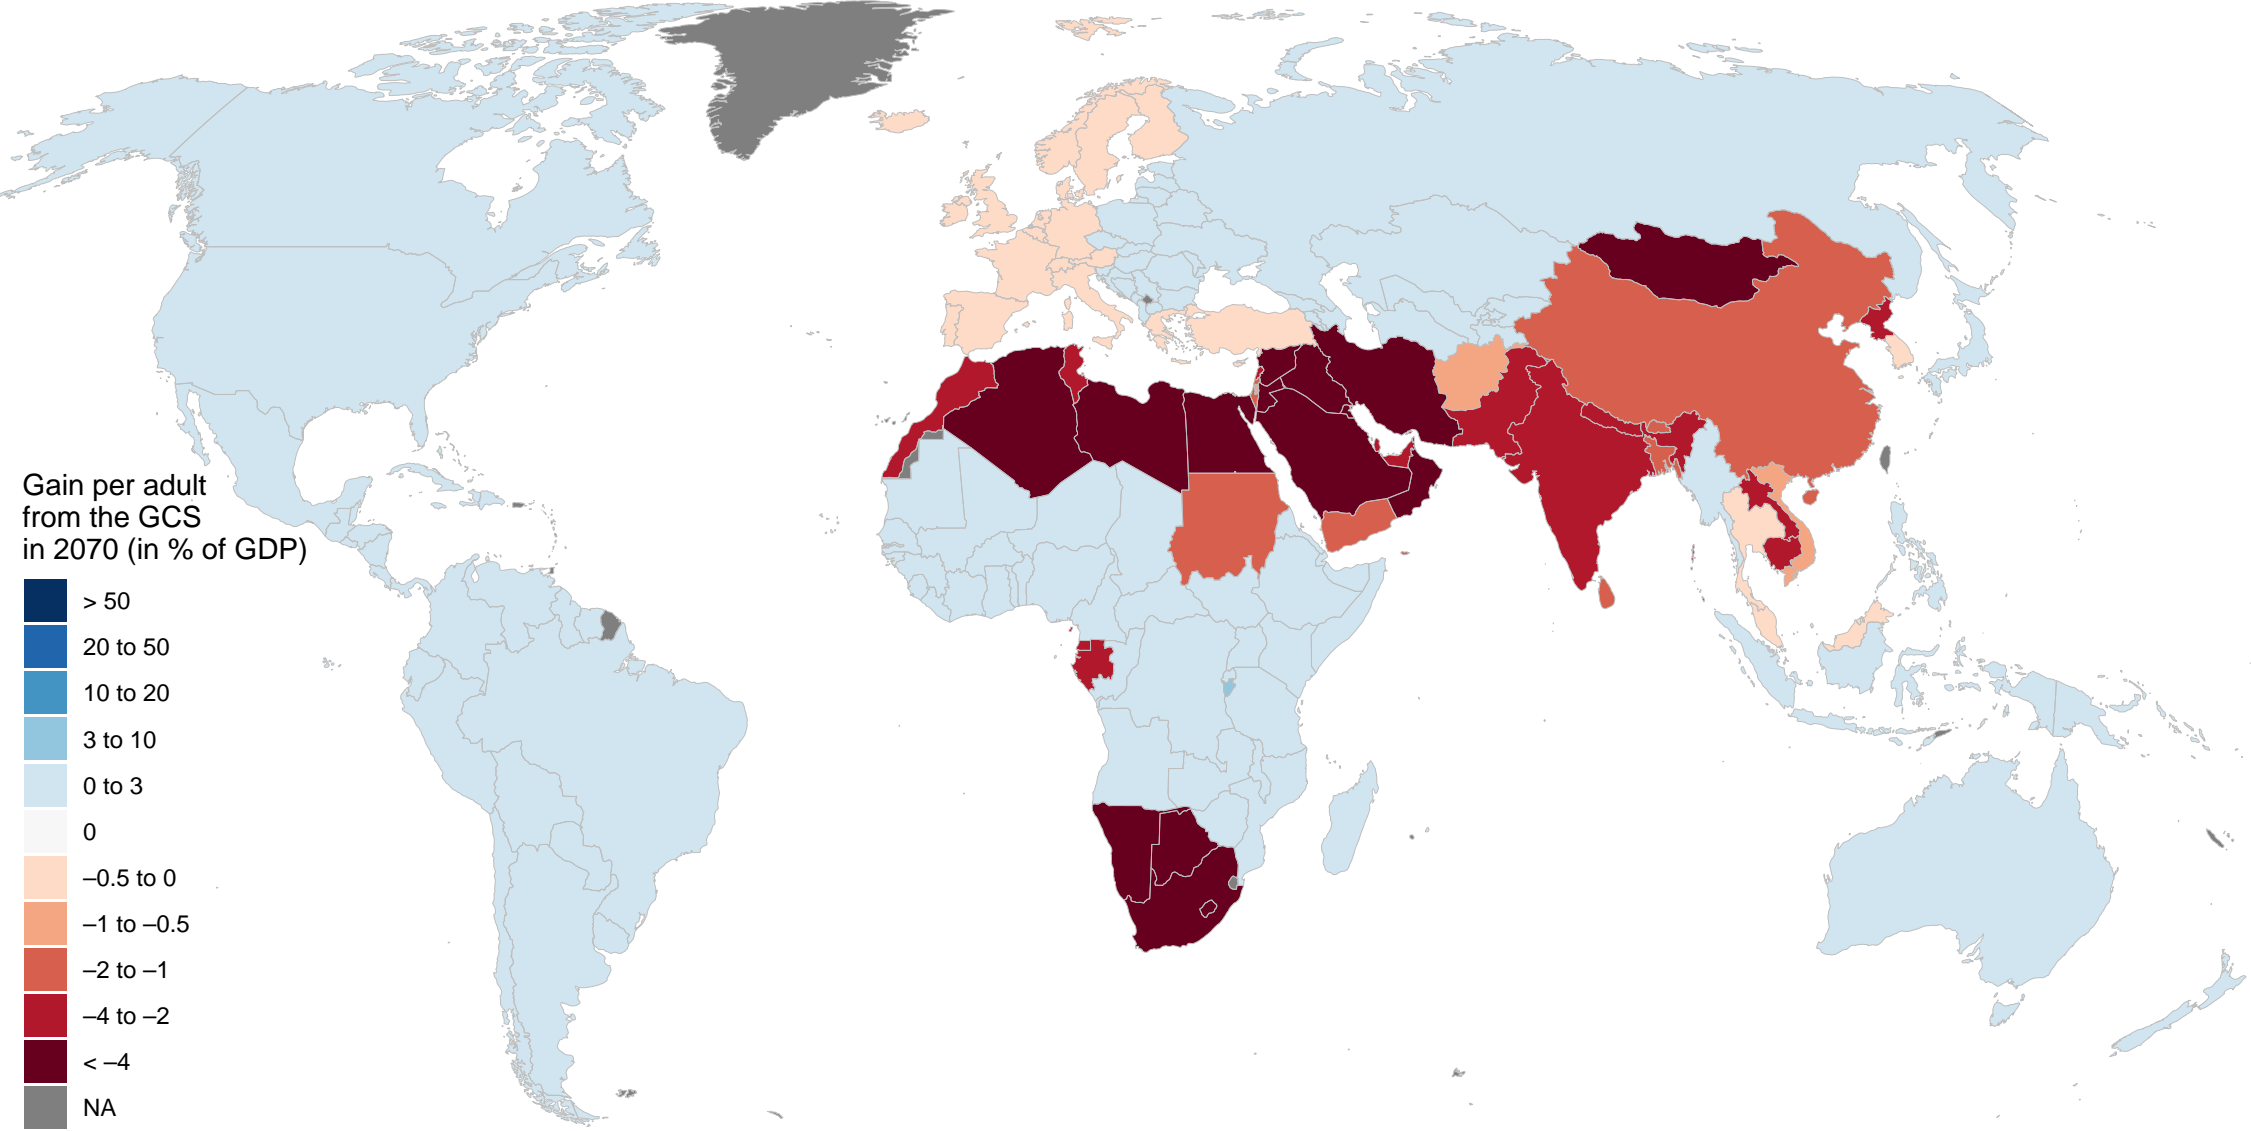 Gain per adult
from the GCS
in 2070 (in % of GDP)
> 50
20 to 50
10 to 20
3 to 10
0 to 3
0
–0.5 to 0
–1 to –0.5
–2 to –1
–4 to –2
< –4
NA